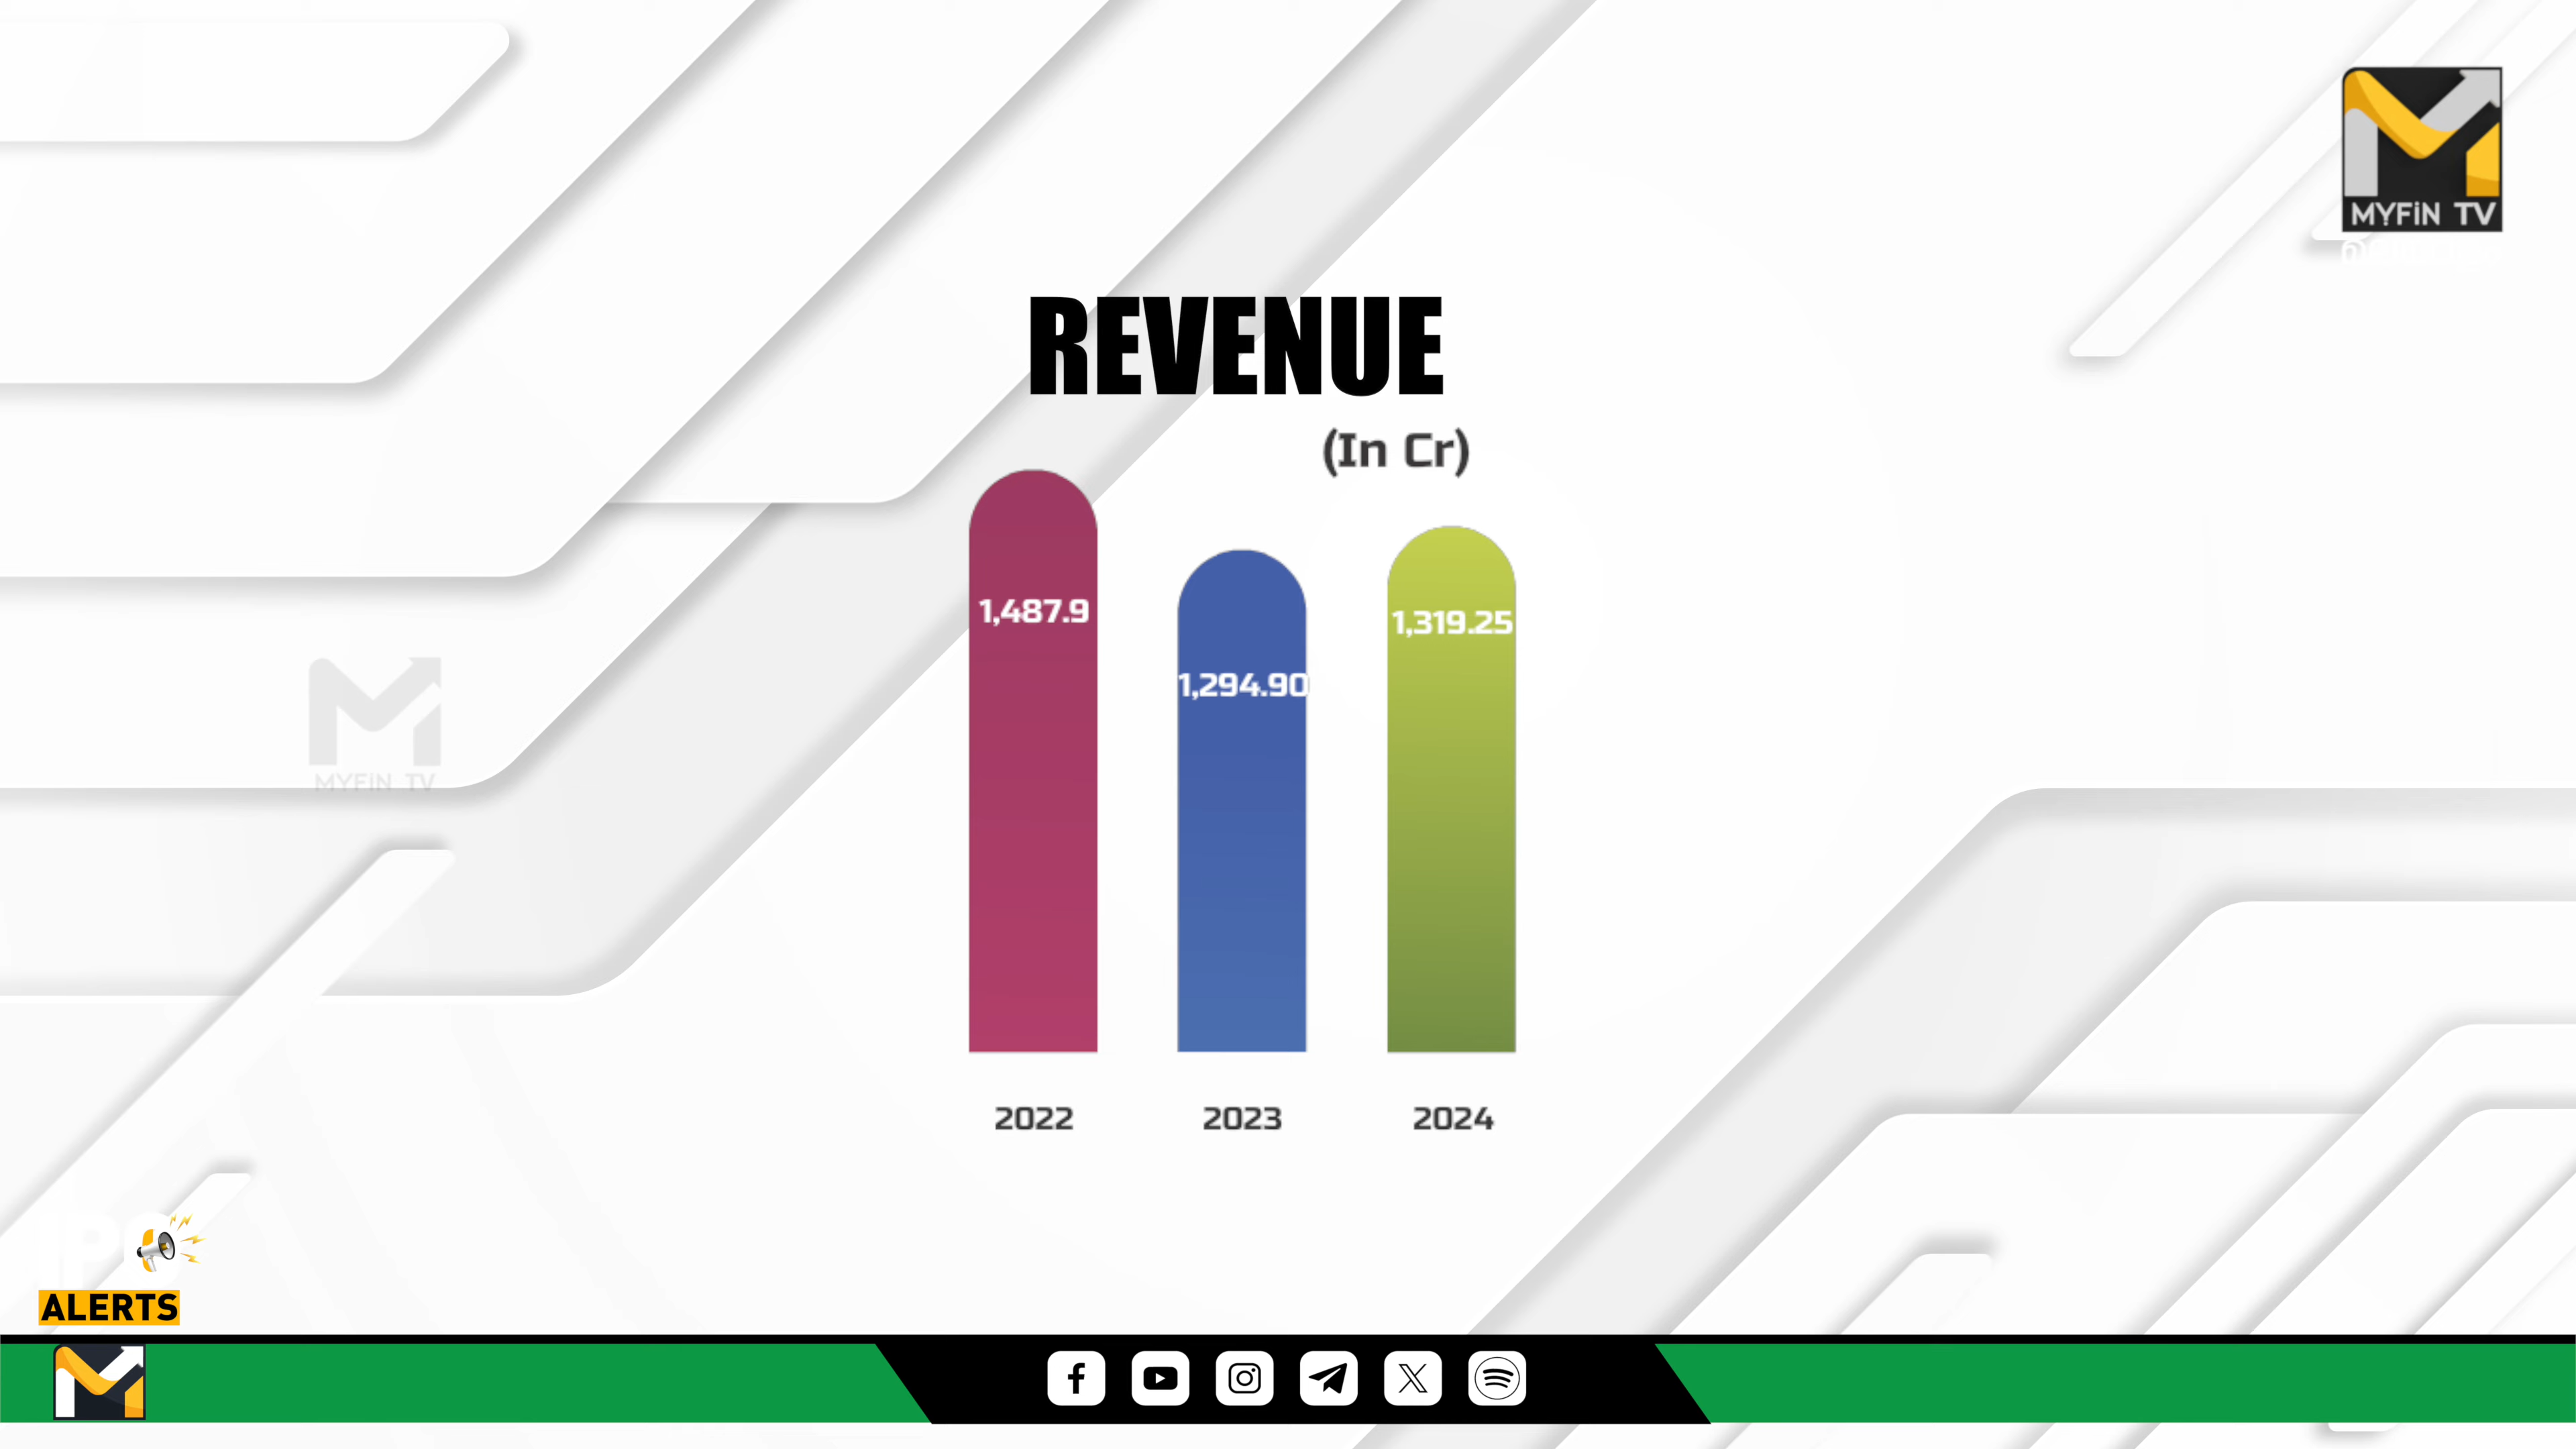 MYFiN TV
REVENUE
(In Cr)
1,487.9
1,294.90
1,319.25
MYFiN TV
2022
2023
2024
IPO
ALERTS